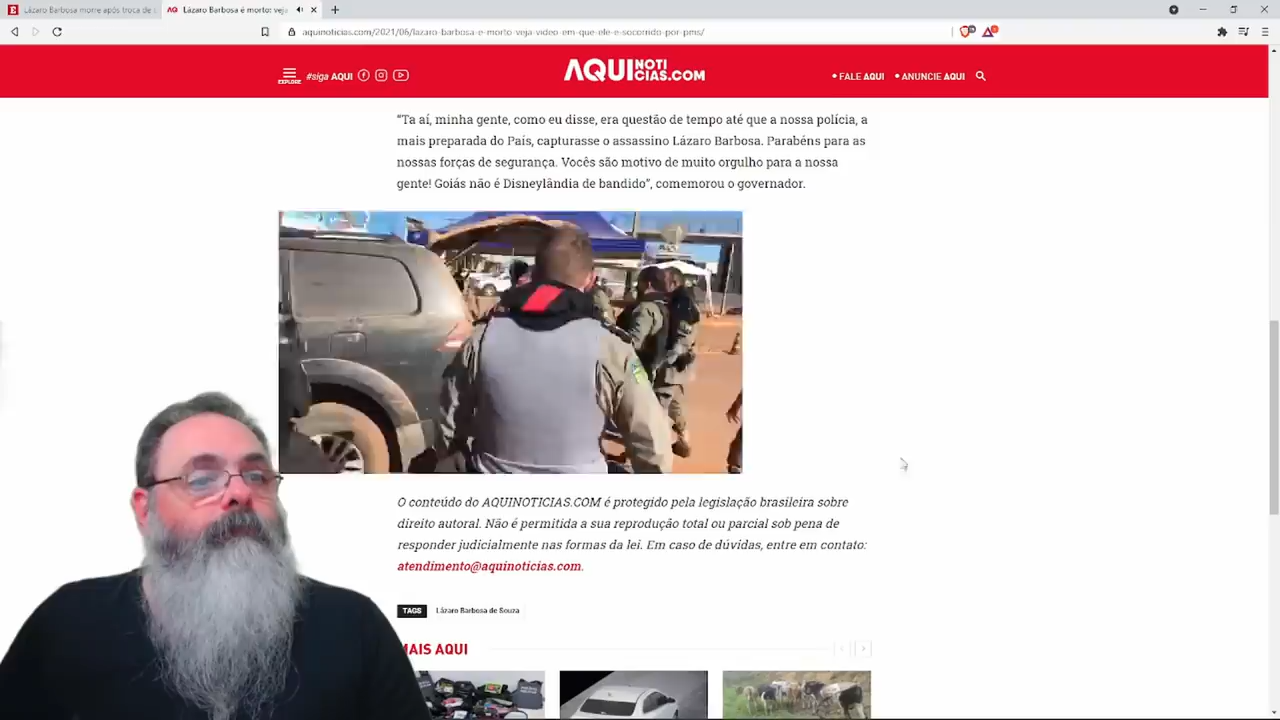 Lázaro Barbosa morre após troca de
AQ Lázaro Barbosa é morto: veja
aquinoticias.com/2021/06/lazaro-barbosa-e-morto-veja-video-em-que-ele-e-socorrido-por-pms/
EXPLORE
#siga AQUI
AQUINOTICIAS.COM
• FALE AQUI
• ANUNCIE AQUI
“Ta aí, minha gente, como eu disse, era questão de tempo até que a nossa polícia, a
mais preparada do País, capturasse o assassino Lázaro Barbosa. Parabéns para as
nossas forças de segurança. Vocês são motivo de muito orgulho para a nossa
gente! Goiás não é Disneylândia de bandido”, comemorou o governador.
O conteúdo do AQUINOTICIAS.COM é protegido pela legislação brasileira sobre
direito autoral. Não é permitida a sua reprodução total ou parcial sob pena de
responder judicialmente nas formas da lei. Em caso de dúvidas, entre em contato:
atendimento@aquinoticias.com.
TAGS Lázaro Barbosa de Souza
MAIS AQUI